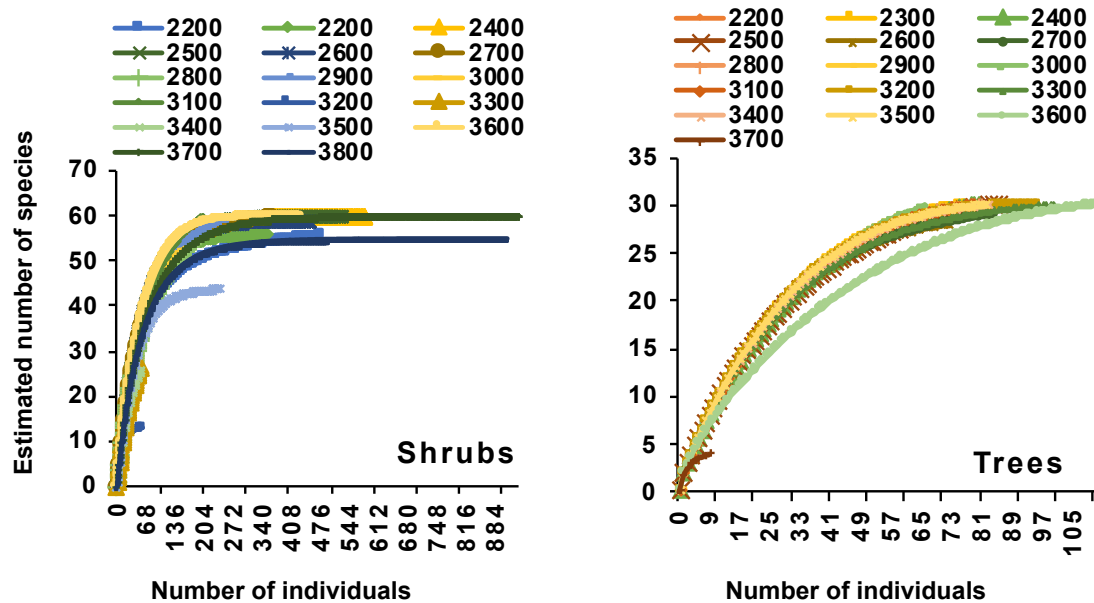 2200 2200 2400
2500 2600 2700
2800 2900 3000
3100 3200 3300
3400 3500 3600
3700 3800
Estimated number of species
70
60
50
40
30
20
10
0
Shrubs
0 68 136 204 272 340 408 476 544 612 680 748 816 884
Number of individuals
2200 2300 2400
2500 2600 2700
2800 2900 3000
3100 3200 3300
3400 3500 3600
3700
35
30
25
20
15
10
5
0
Trees
0 9 17 25 33 41 49 57 65 73 81 89 97 105
Number of individuals